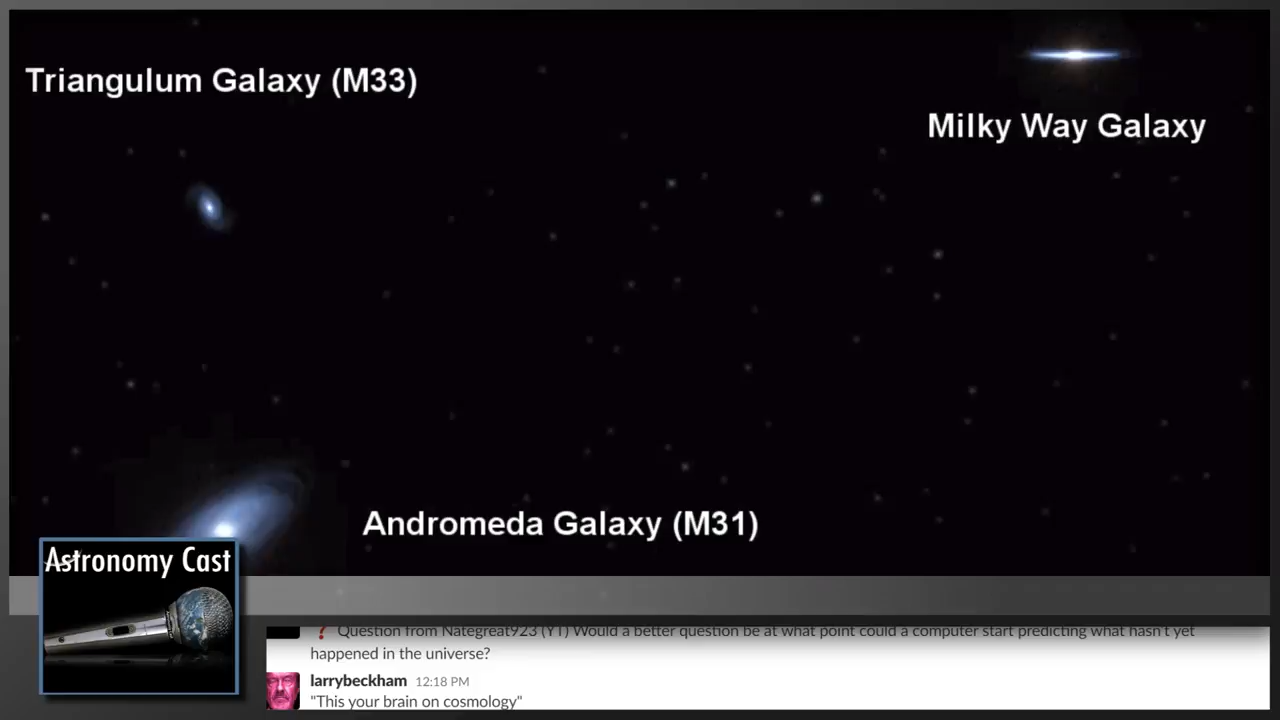 Triangulum Galaxy (M33)
Milky Way Galaxy
Andromeda Galaxy (M31)
Astronomy Cast
❓ Question from Nategreat923 (YT) Would a better question be at what point could a computer start predicting what hasn't yet
happened in the universe?
larrybeckham 12:18 PM
"This your brain on cosmology"